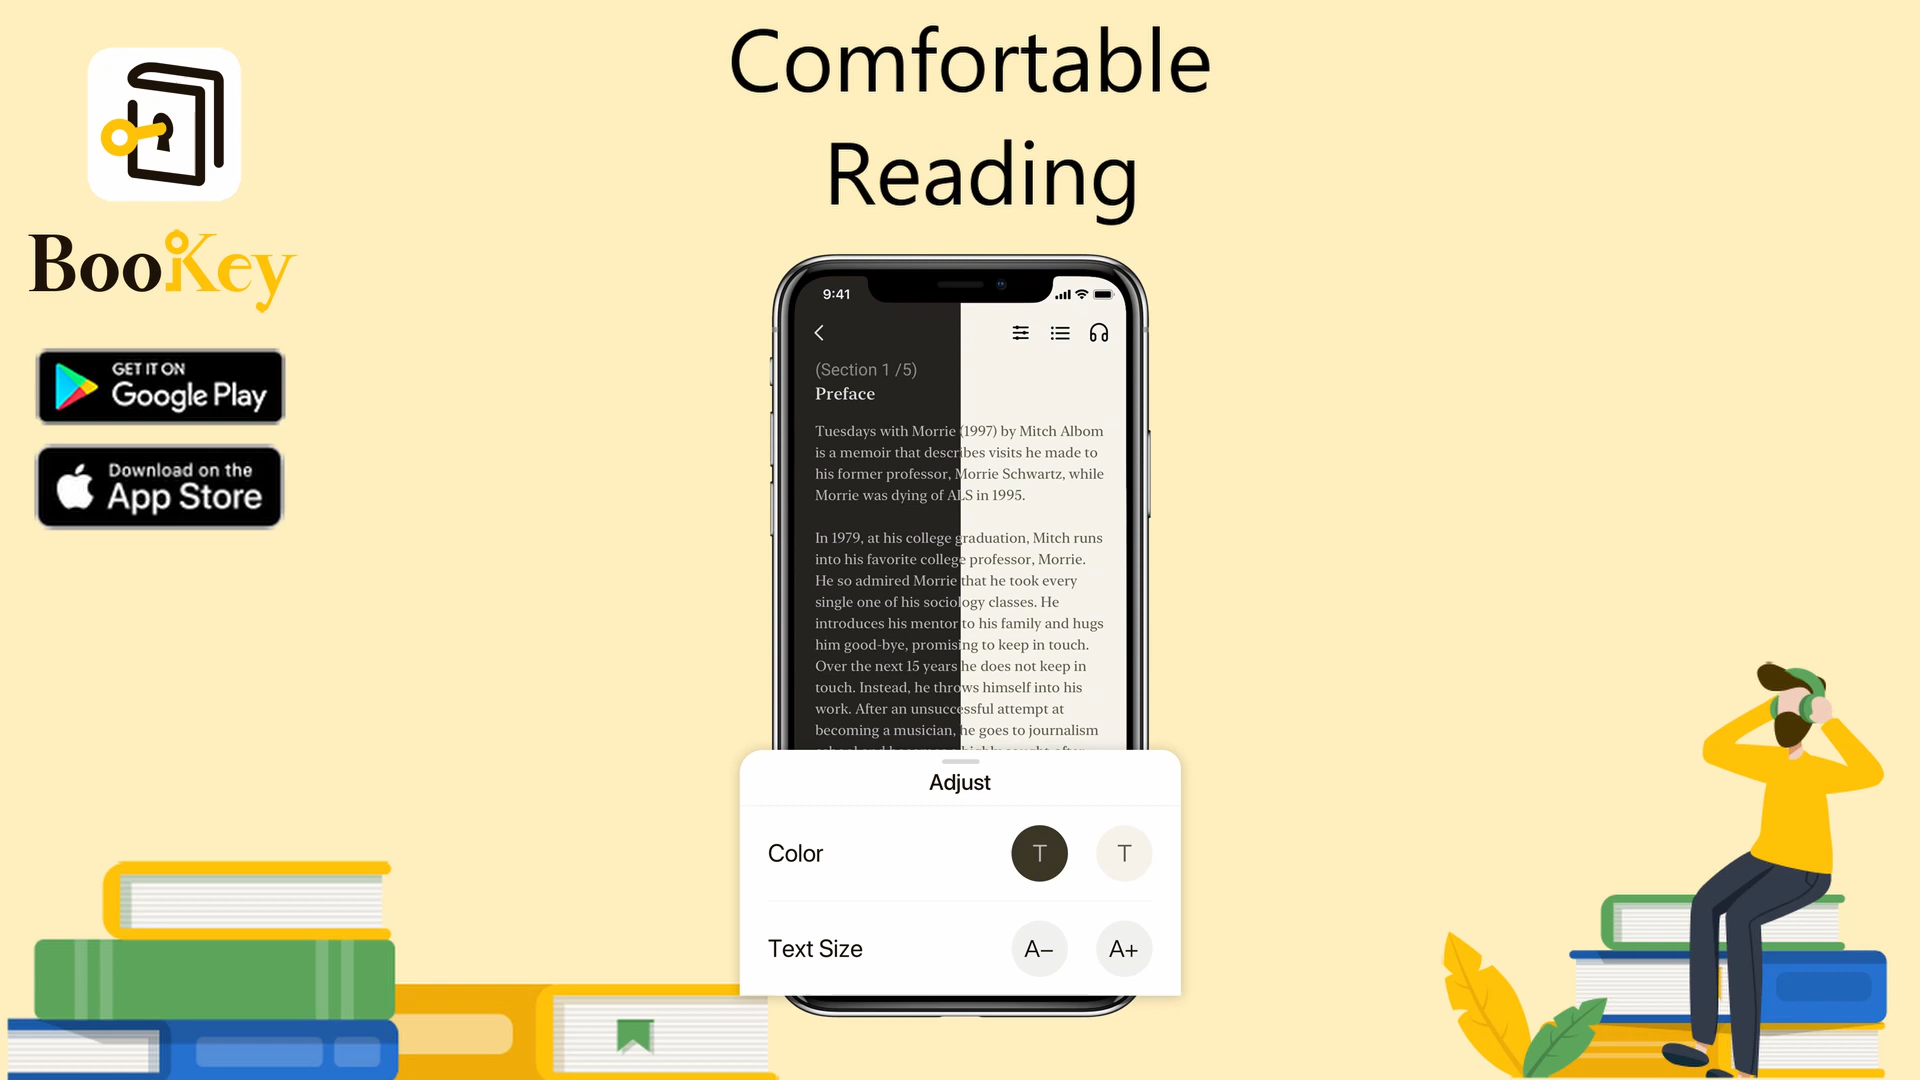 Comfortable
Reading
BooKey
GET IT ON
Google Play
Download on the
App Store
9:41
(Section 1 /5)
Preface
Tuesdays with Morrie (1997) by Mitch Albom
is a memoir that describes visits he made to
his former professor, Morrie Schwartz, while
Morrie was dying of ALS in 1995.
In 1979, at his college graduation, Mitch runs
into his favorite college professor, Morrie.
He so admired Morrie that he took every
single one of his sociology classes. He
introduces his mentor to his family and hugs
him good-bye, promising to keep in touch.
Over the next 15 years he does not keep in
touch. Instead, he throws himself into his
work. After an unsuccessful attempt at
becoming a musician, he goes to journalism
Adjust
Color
T
T
Text Size
A−
A+